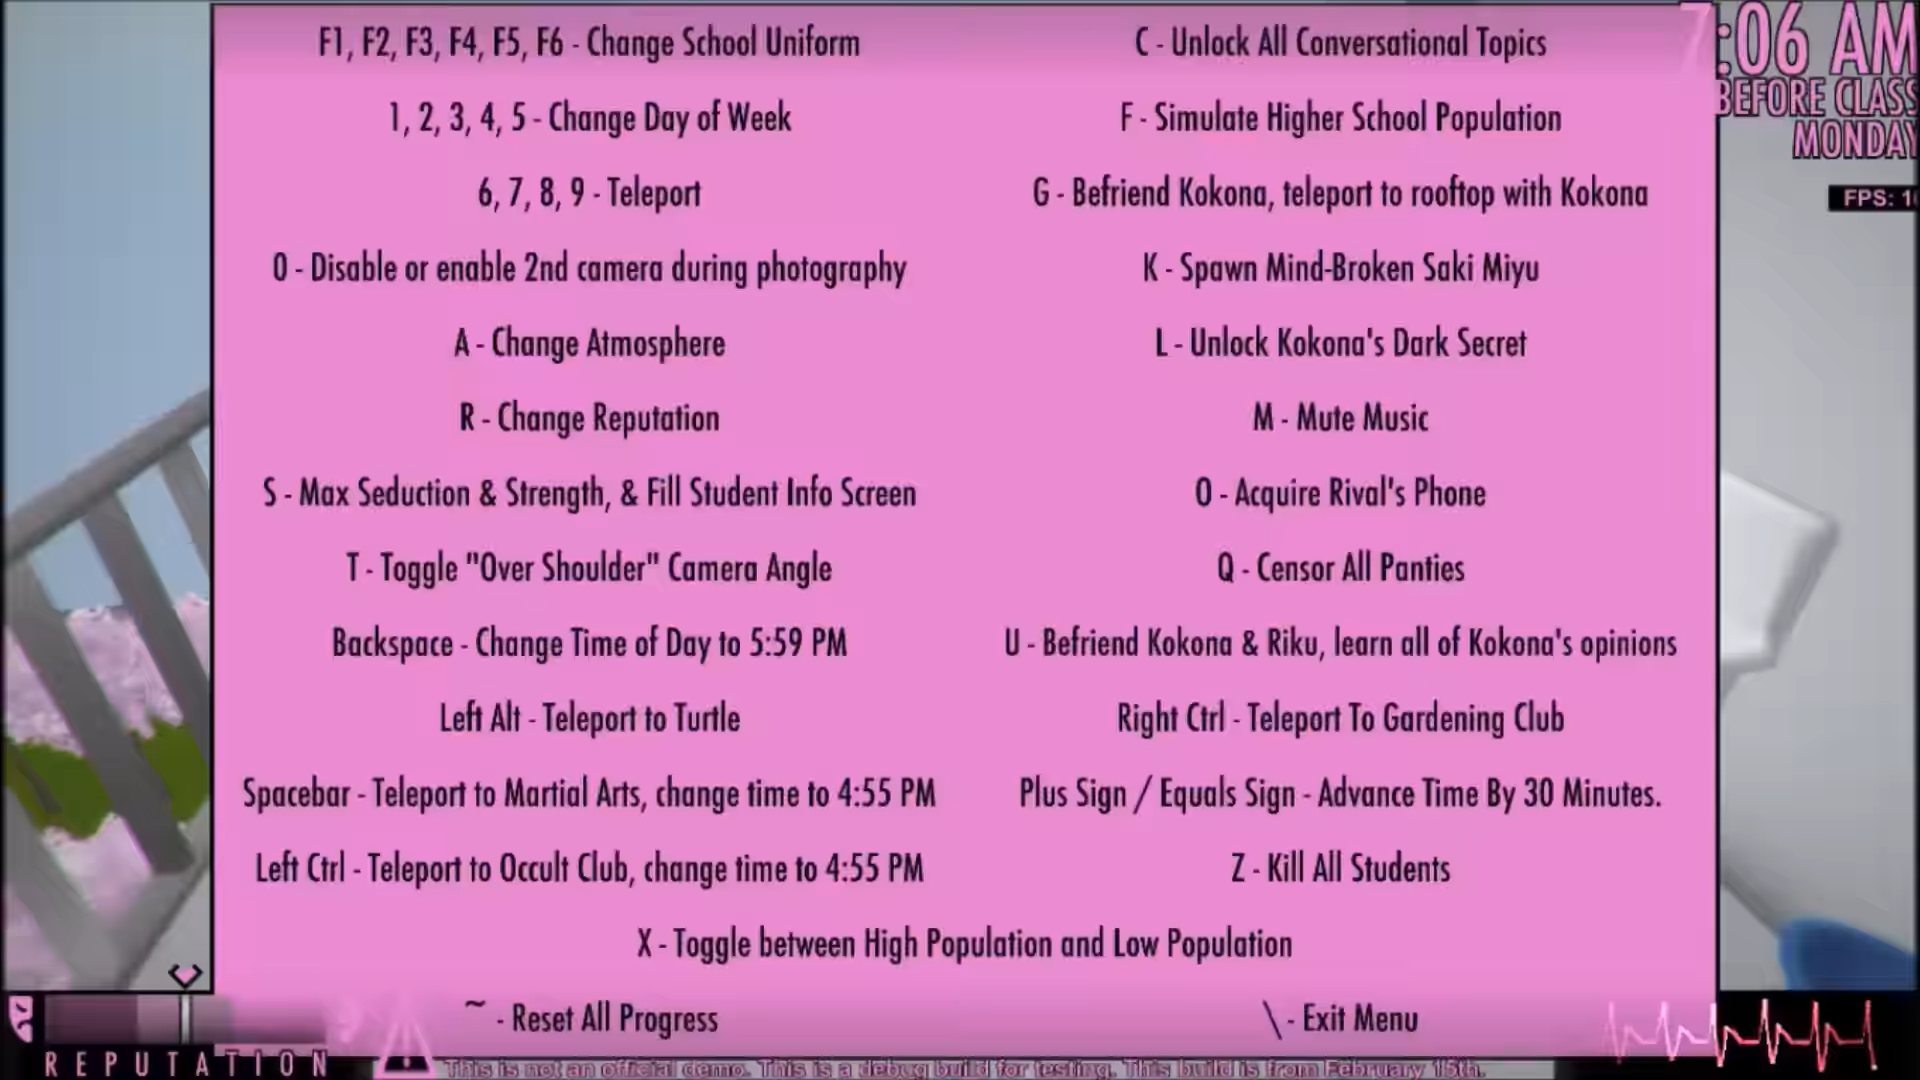 F1, F2, F3, F4, F5, F6 - Change School Uniform
1, 2, 3, 4, 5 - Change Day of Week
6, 7, 8, 9 - Teleport
0 - Disable or enable 2nd camera during photography
A - Change Atmosphere
R - Change Reputation
S - Max Seduction & Strength, & Fill Student Info Screen
T - Toggle "Over Shoulder" Camera Angle
Backspace - Change Time of Day to 5:59 PM
Left Alt - Teleport to Turtle
Spacebar - Teleport to Martial Arts, change time to 4:55 PM
Left Ctrl - Teleport to Occult Club, change time to 4:55 PM
C - Unlock All Conversational Topics
F - Simulate Higher School Population
G - Befriend Kokona, teleport to rooftop with Kokona
K - Spawn Mind-Broken Saki Miyu
L - Unlock Kokona's Dark Secret
M - Mute Music
O - Acquire Rival's Phone
Q - Censor All Panties
U - Befriend Kokona & Riku, learn all of Kokona's opinions
Right Ctrl - Teleport To Gardening Club
Plus Sign / Equals Sign - Advance Time By 30 Minutes.
Z - Kill All Students
X - Toggle between High Population and Low Population
~ - Reset All Progress
\ - Exit Menu
7:06 AM
BEFORE CLASS
MONDAY
FPS:
REPUTATION
This is not an official demo. This is a debug build for testing. This build is from February 15th.